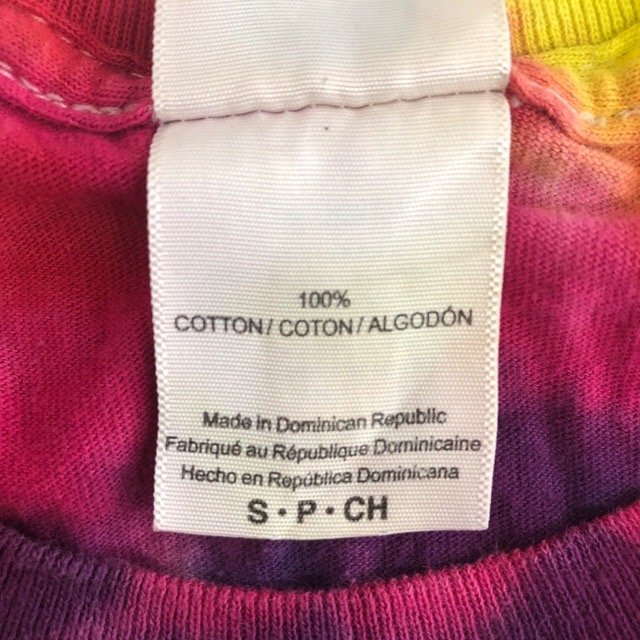 100%
COTTON / COTON / ALGODÓN
Made in Dominican Republic
Fabriqué au République Dominicaine
Hecho en República Dominicana
S • P • CH